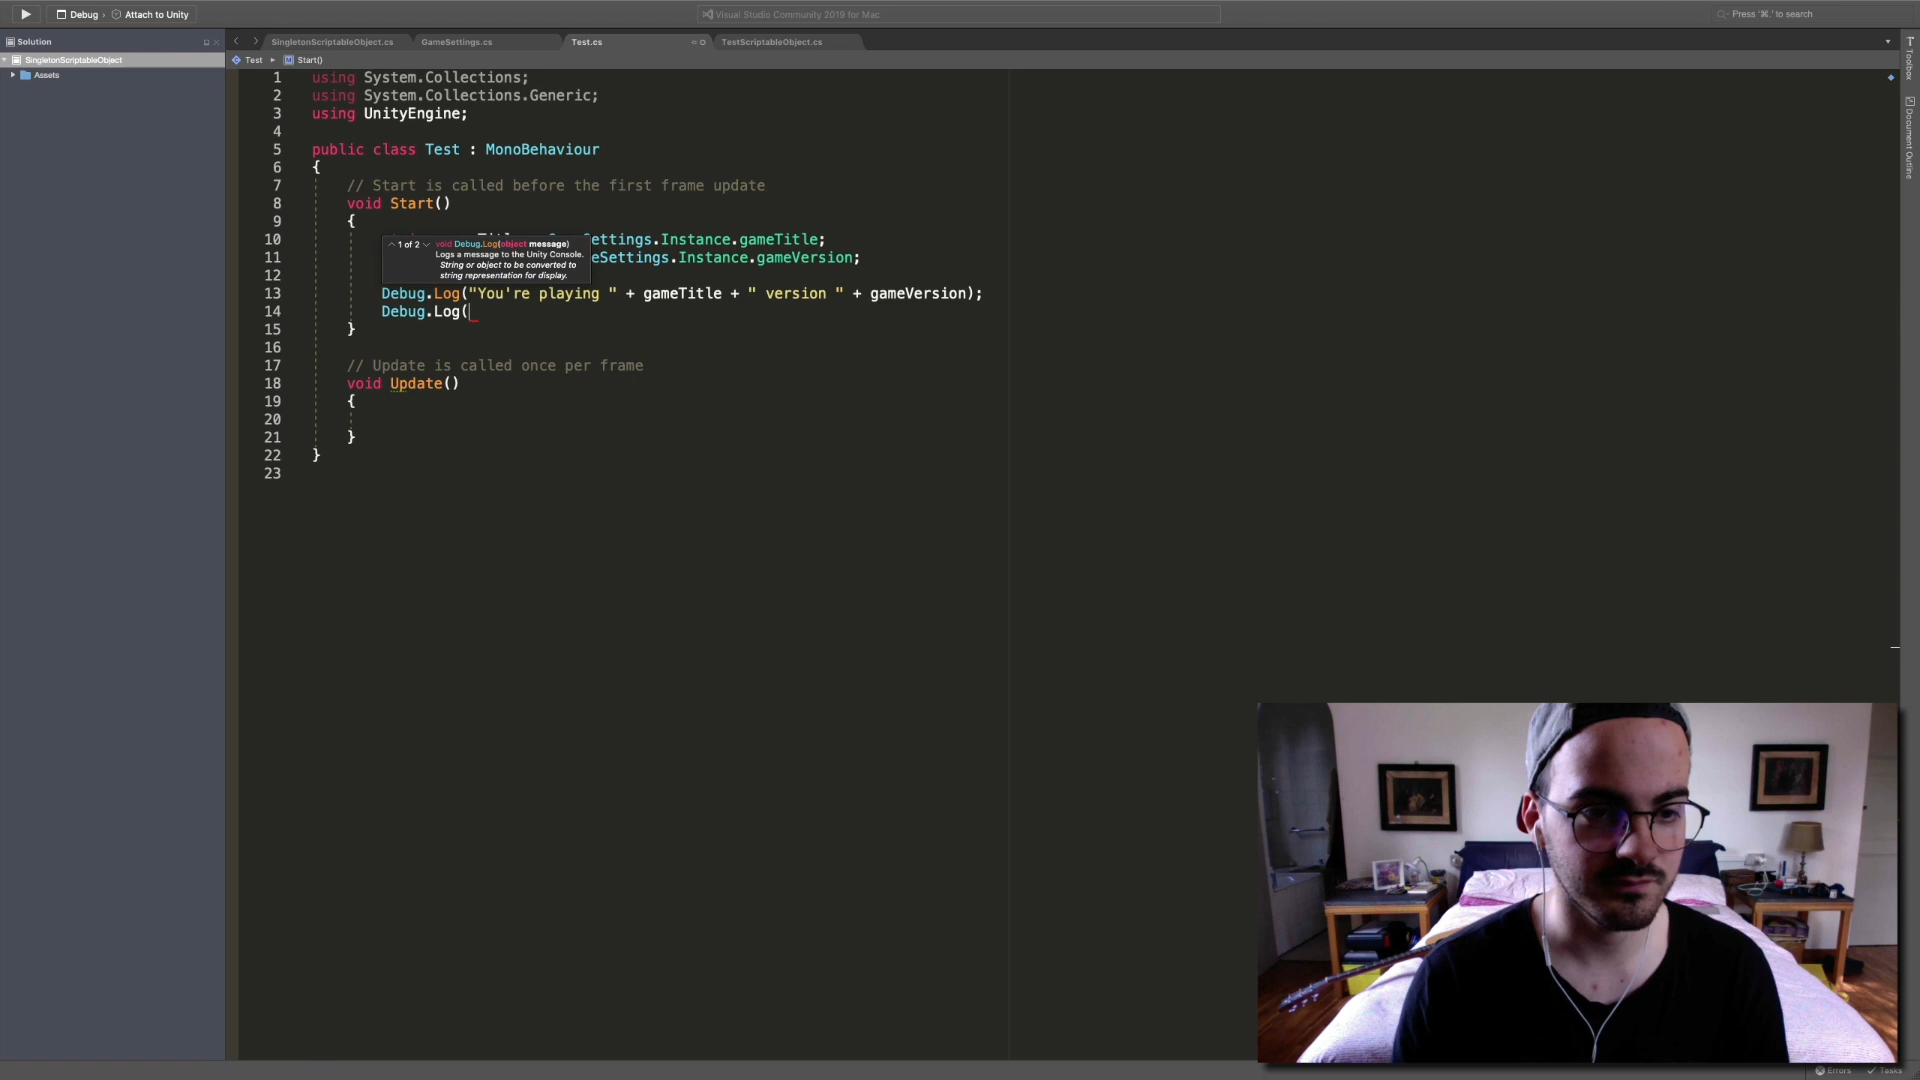 Debug › Attach to Unity
Visual Studio Community 2019 for Mac
Press '⌘.' to search
Solution
SingletonScriptableObject.cs
GameSettings.cs
Test.cs
TestScriptableObject.cs
SingletonScriptableObject
Assets
Test ▸ Start()
Toolbox
Document Outline
1 using System.Collections;
2 using System.Collections.Generic;
3 using UnityEngine;
4
5 public class Test : MonoBehaviour
6 {
7 // Start is called before the first frame update
8 void Start()
9 {
10 Settings.Instance.gameTitle;
11 eSettings.Instance.gameVersion;
12
1 of 2 void Debug.Log(object message)
Logs a message to the Unity Console.
String or object to be converted to
string representation for display.
13 Debug.Log("You're playing " + gameTitle + " version " + gameVersion);
14 Debug.Log(
15 }
16
17 // Update is called once per frame
18 void Update()
19 {
20
21 }
22 }
23
Errors
Tasks